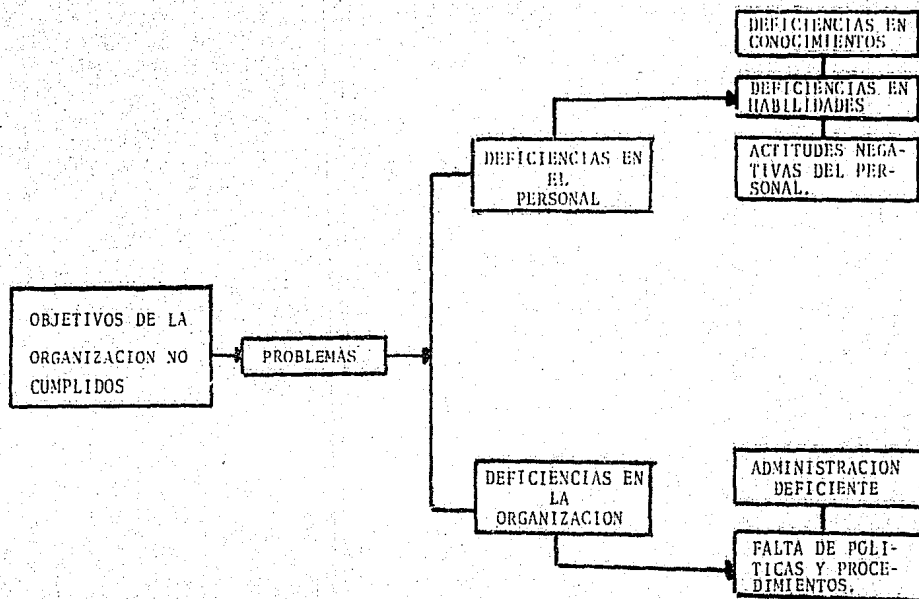 OBJETIVOS DE LA
ORGANIZACION NO
CUMPLIDOS
PROBLEMAS
DEFICIENCIAS EN
EL
PERSONAL
DEFICIENCIAS EN
CONOCIMIENTOS
DEFICIENCIAS EN
HABILIDADES
ACTITUDES NEGA-
TIVAS DEL PER-
SONAL.
DEFICIENCIAS EN
LA
ORGANIZACION
ADMINISTRACION
DEFICIENTE
FALTA DE POLI-
TICAS Y PROCE-
DIMIENTOS.